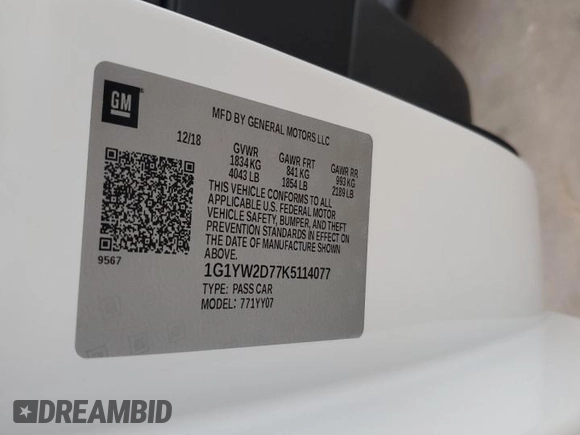 GM
MFD BY GENERAL MOTORS LLC
12/18
GVWR GAWR FRT GAWR RR
1834 KG 841 KG 993 KG
4043 LB 1854 LB 2189 LB
THIS VEHICLE CONFORMS TO ALL
APPLICABLE U.S. FEDERAL MOTOR
VEHICLE SAFETY, BUMPER, AND THEFT
PREVENTION STANDARDS IN EFFECT ON
THE DATE OF MANUFACTURE SHOWN
ABOVE.
9567
1G1YW2D77K5114077
TYPE: PASS CAR
MODEL: 771YY07
DREAMBID